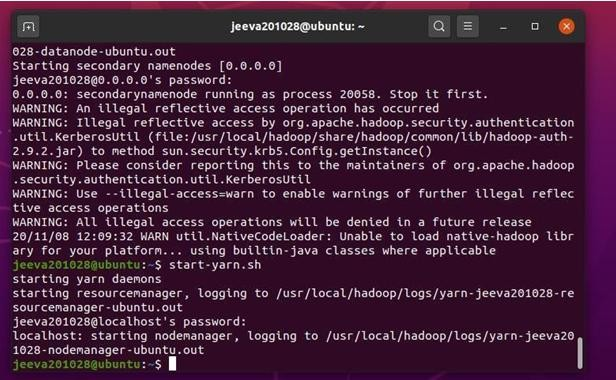 jeeva201028@ubuntu: ~
028-datanode-ubuntu.out
Starting secondary namenodes [0.0.0.0]
jeeva201028@0.0.0.0's password:
0.0.0.0: secondarynamenode running as process 20058. Stop it first.
WARNING: An illegal reflective access operation has occurred
WARNING: Illegal reflective access by org.apache.hadoop.security.authentication
.util.KerberosUtil (file:/usr/local/hadoop/share/hadoop/common/lib/hadoop-auth-
2.9.2.jar) to method sun.security.krb5.Config.getInstance()
WARNING: Please consider reporting this to the maintainers of org.apache.hadoop
.security.authentication.util.KerberosUtil
WARNING: Use --illegal-access=warn to enable warnings of further illegal reflec
tive access operations
WARNING: All illegal access operations will be denied in a future release
20/11/08 12:09:32 WARN util.NativeCodeLoader: Unable to load native-hadoop libr
ary for your platform... using builtin-java classes where applicable
jeeva201028@ubuntu:~$ start-yarn.sh
starting yarn daemons
starting resourcemanager, logging to /usr/local/hadoop/logs/yarn-jeeva201028-re
sourcemanager-ubuntu.out
jeeva201028@localhost's password:
localhost: starting nodemanager, logging to /usr/local/hadoop/logs/yarn-jeeva20
1028-nodemanager-ubuntu.out
jeeva201028@ubuntu:~$